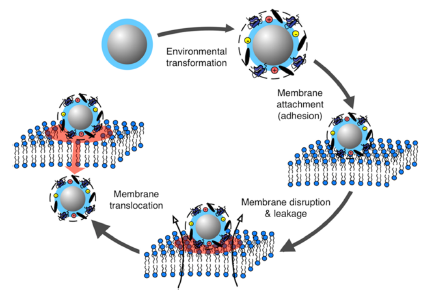 Environmental
transformation
Membrane
attachment
(adhesion)
Membrane disruption
& leakage
Membrane
translocation